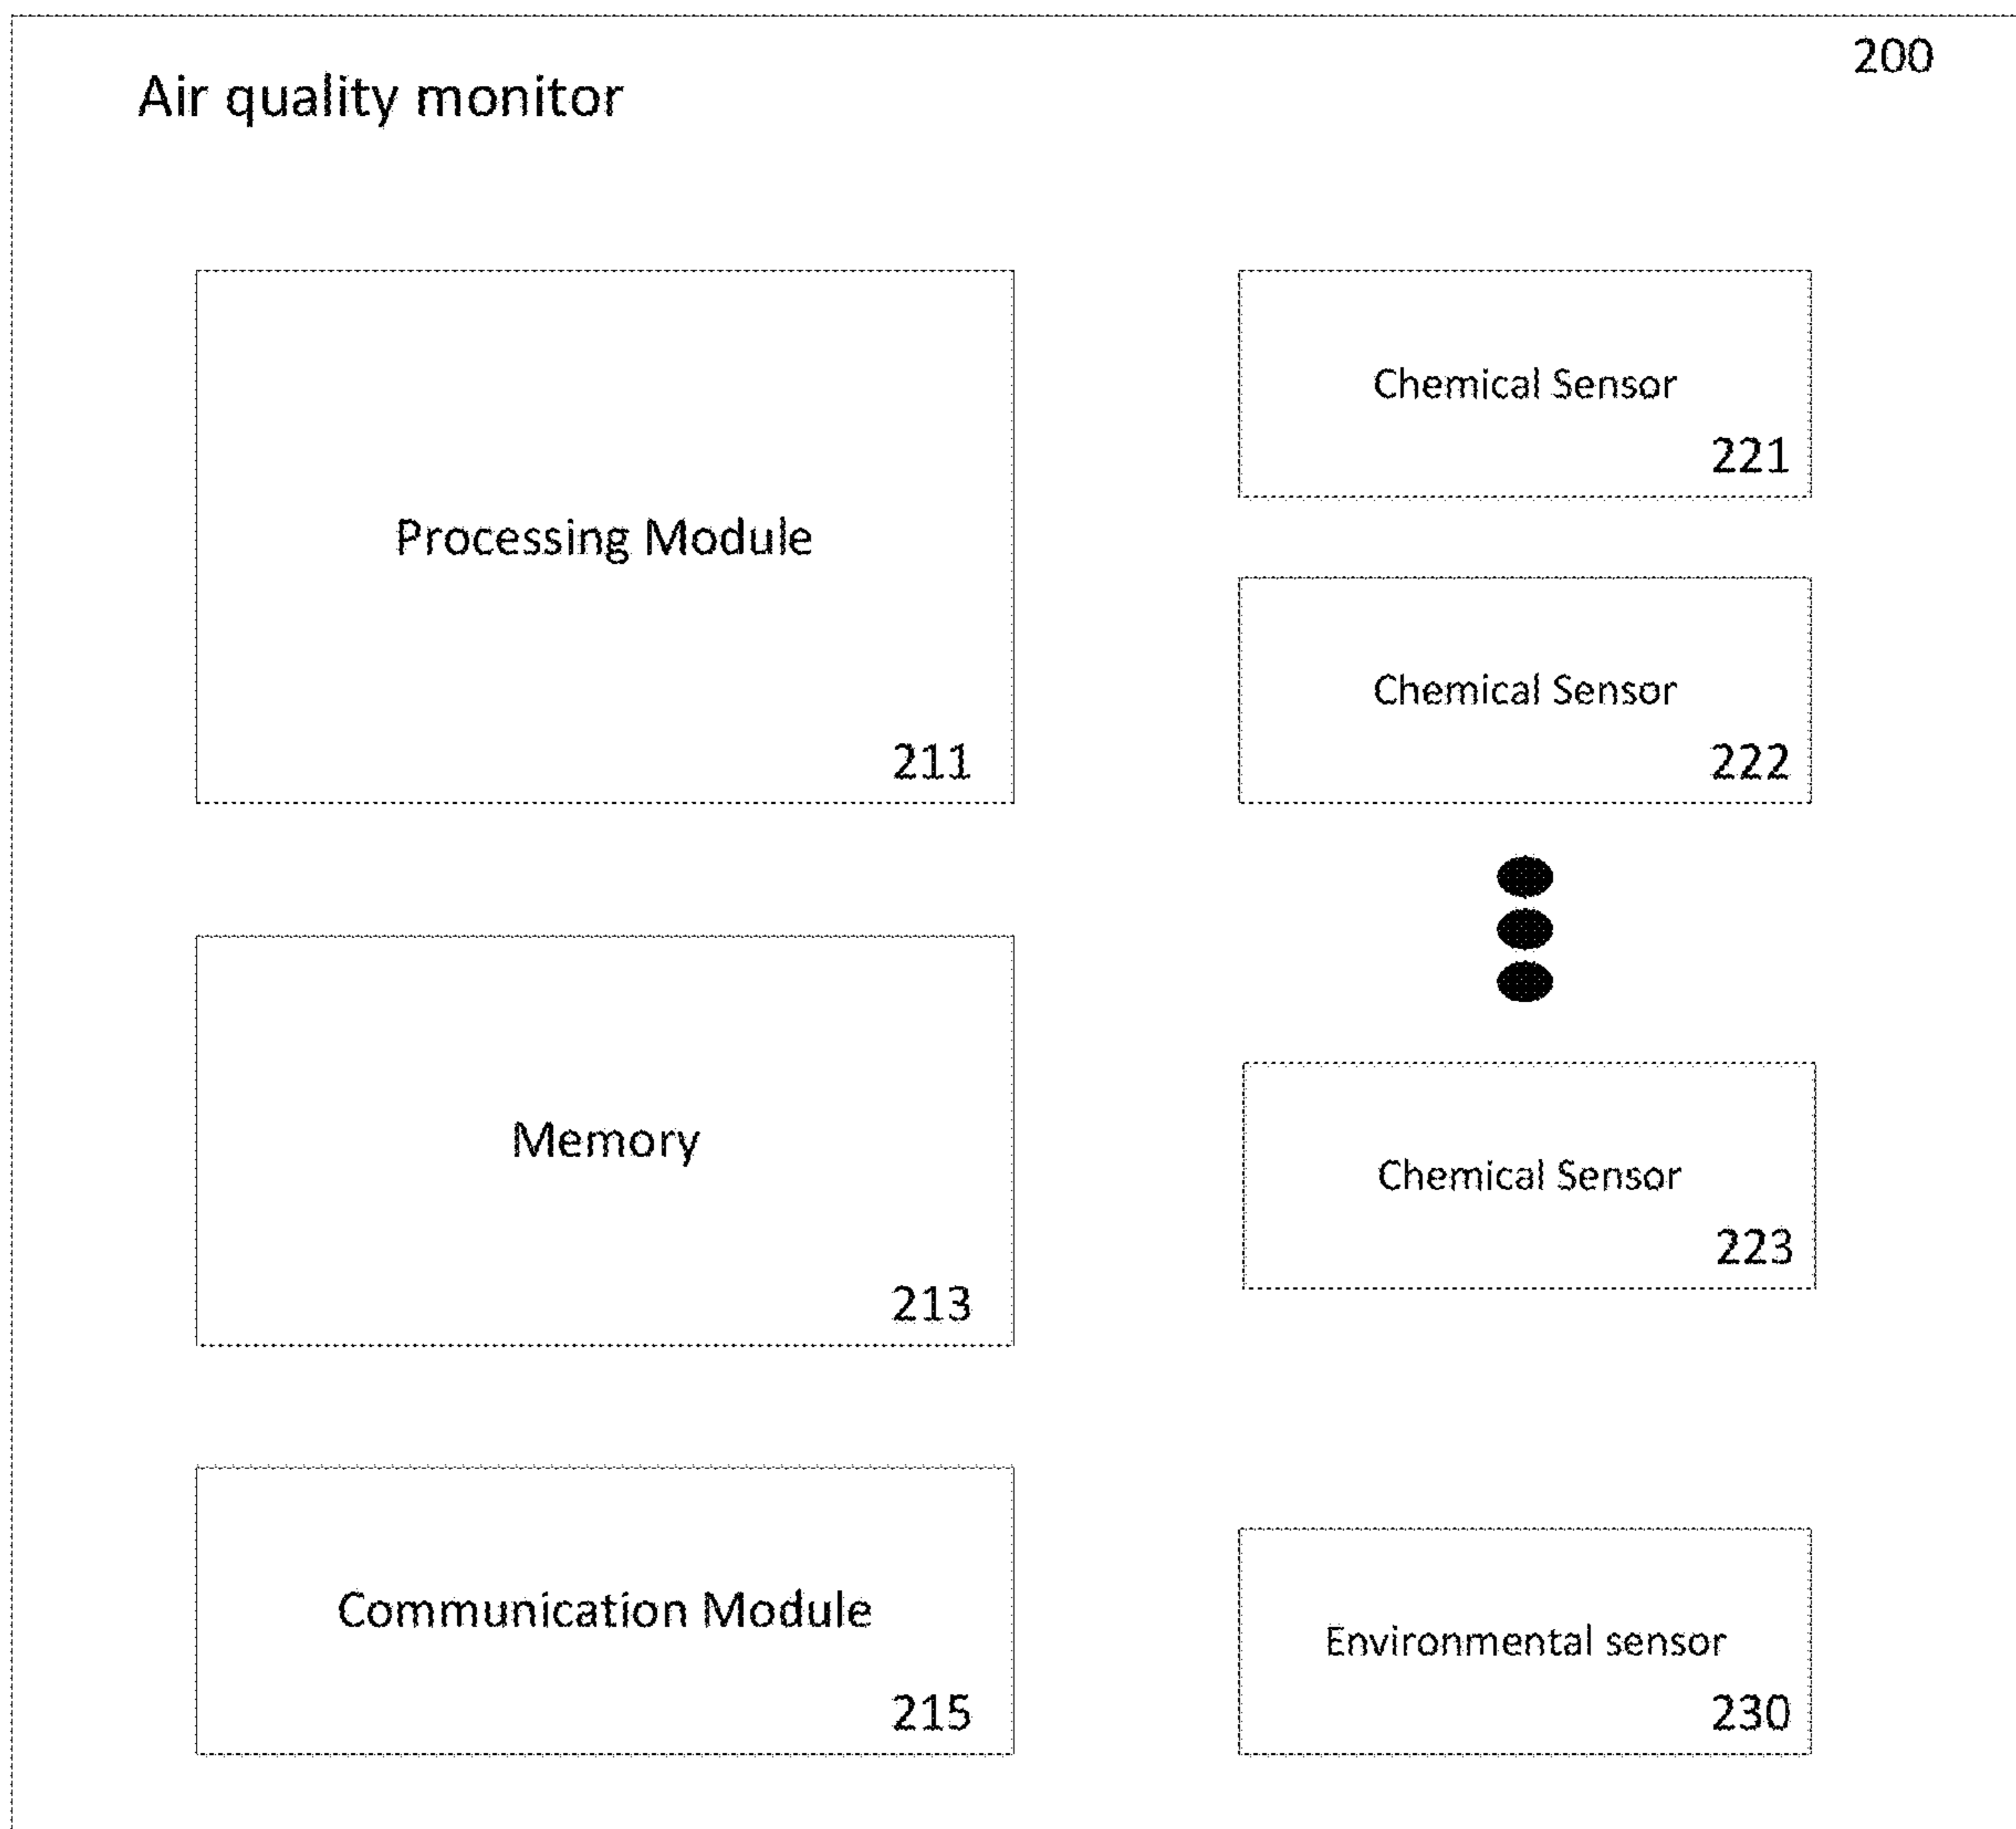 200
Air quality monitor
Processing Module
211
Memory
213
Communication Module
215
Chemical Sensor
221
Chemical Sensor
222
Chemical Sensor
223
Environmental sensor
230